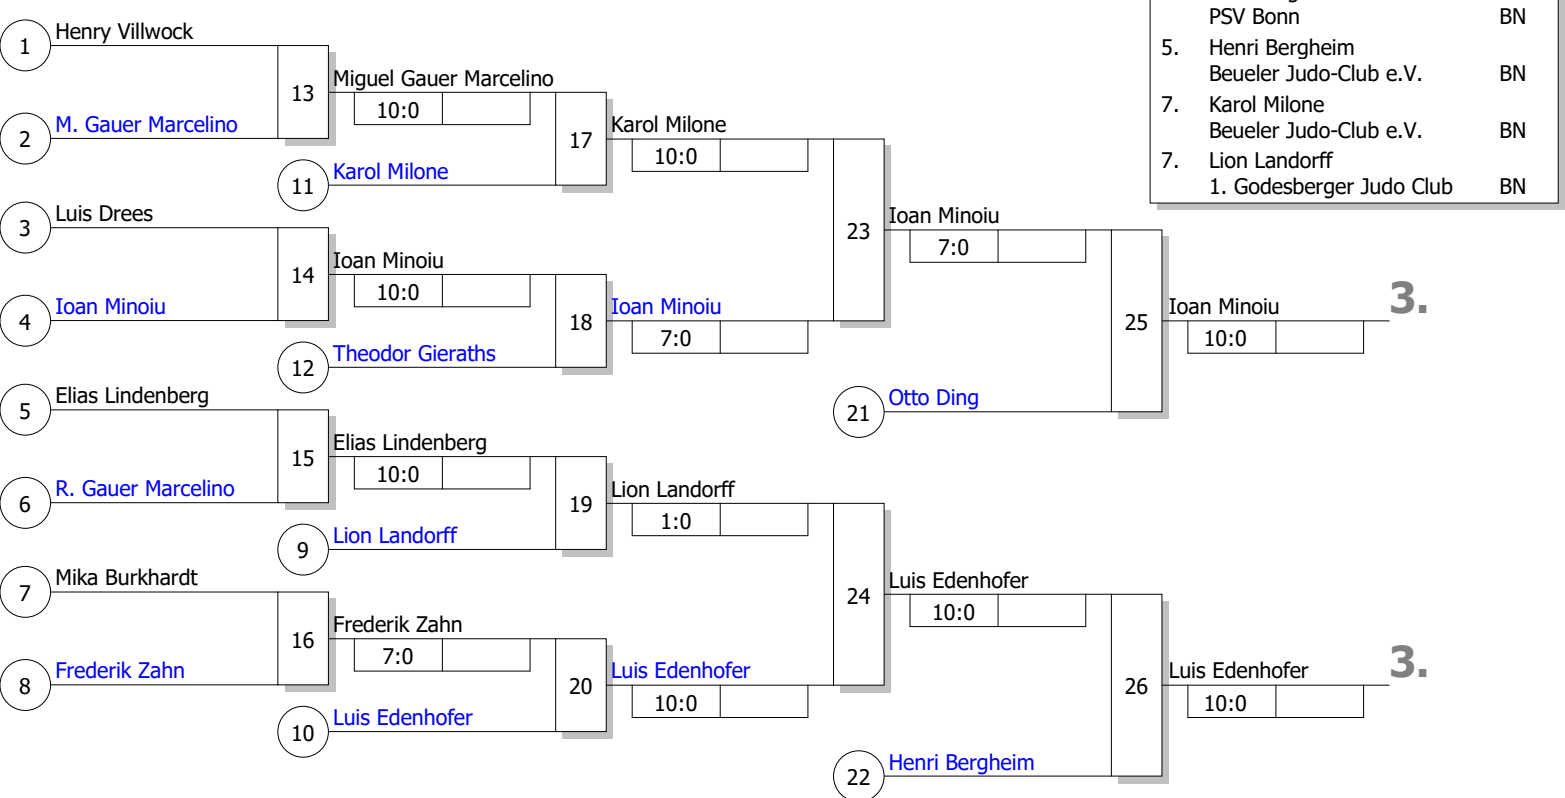 PSV Bonn BN
5. Henri Bergheim
Beueler Judo-Club e.V. BN
7. Karol Milone
Beueler Judo-Club e.V. BN
7. Lion Landorff
1. Godesberger Judo Club BN
1 Henry Villwock
13
Miguel Gauer Marcelino
10:0
2 M. Gauer Marcelino
17
Karol Milone
10:0
11 Karol Milone
3 Luis Drees
14
Ioan Minoiu
10:0
4 Ioan Minoiu
18
Ioan Minoiu
7:0
12 Theodor Gieraths
23
Ioan Minoiu
7:0
25
Ioan Minoiu
10:0
3.
21 Otto Ding
5 Elias Lindenberg
15
Elias Lindenberg
10:0
6 R. Gauer Marcelino
19
Lion Landorff
1:0
9 Lion Landorff
7 Mika Burkhardt
16
Frederik Zahn
7:0
8 Frederik Zahn
20
Luis Edenhofer
10:0
10 Luis Edenhofer
24
Luis Edenhofer
10:0
26
Luis Edenhofer
10:0
3.
22 Henri Bergheim